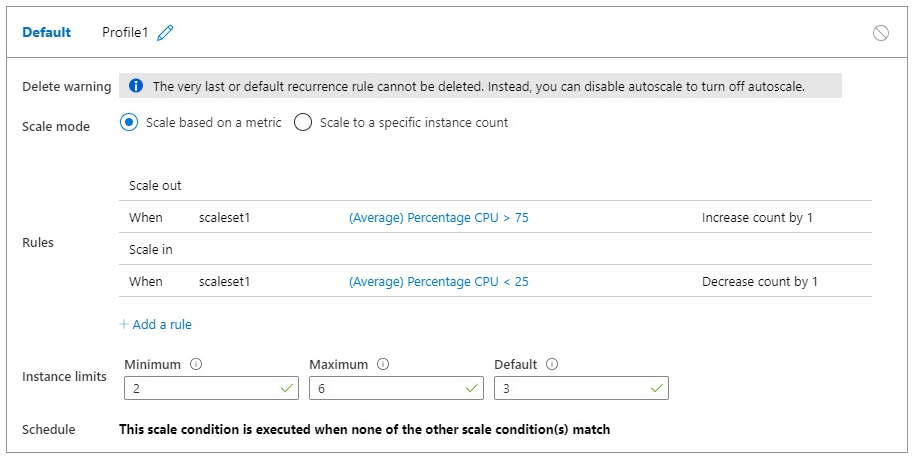 Default Profile1
Delete warning The very last or default recurrence rule cannot be deleted. Instead, you can disable autoscale to turn off autoscale.
Scale mode Scale based on a metric Scale to a specific instance count
Scale out
When scaleset1 (Average) Percentage CPU > 75 Increase count by 1
Rules
Scale in
When scaleset1 (Average) Percentage CPU < 25 Decrease count by 1
+ Add a rule
Minimum Maximum Default
Instance limits
2 6 3
Schedule This scale condition is executed when none of the other scale condition(s) match